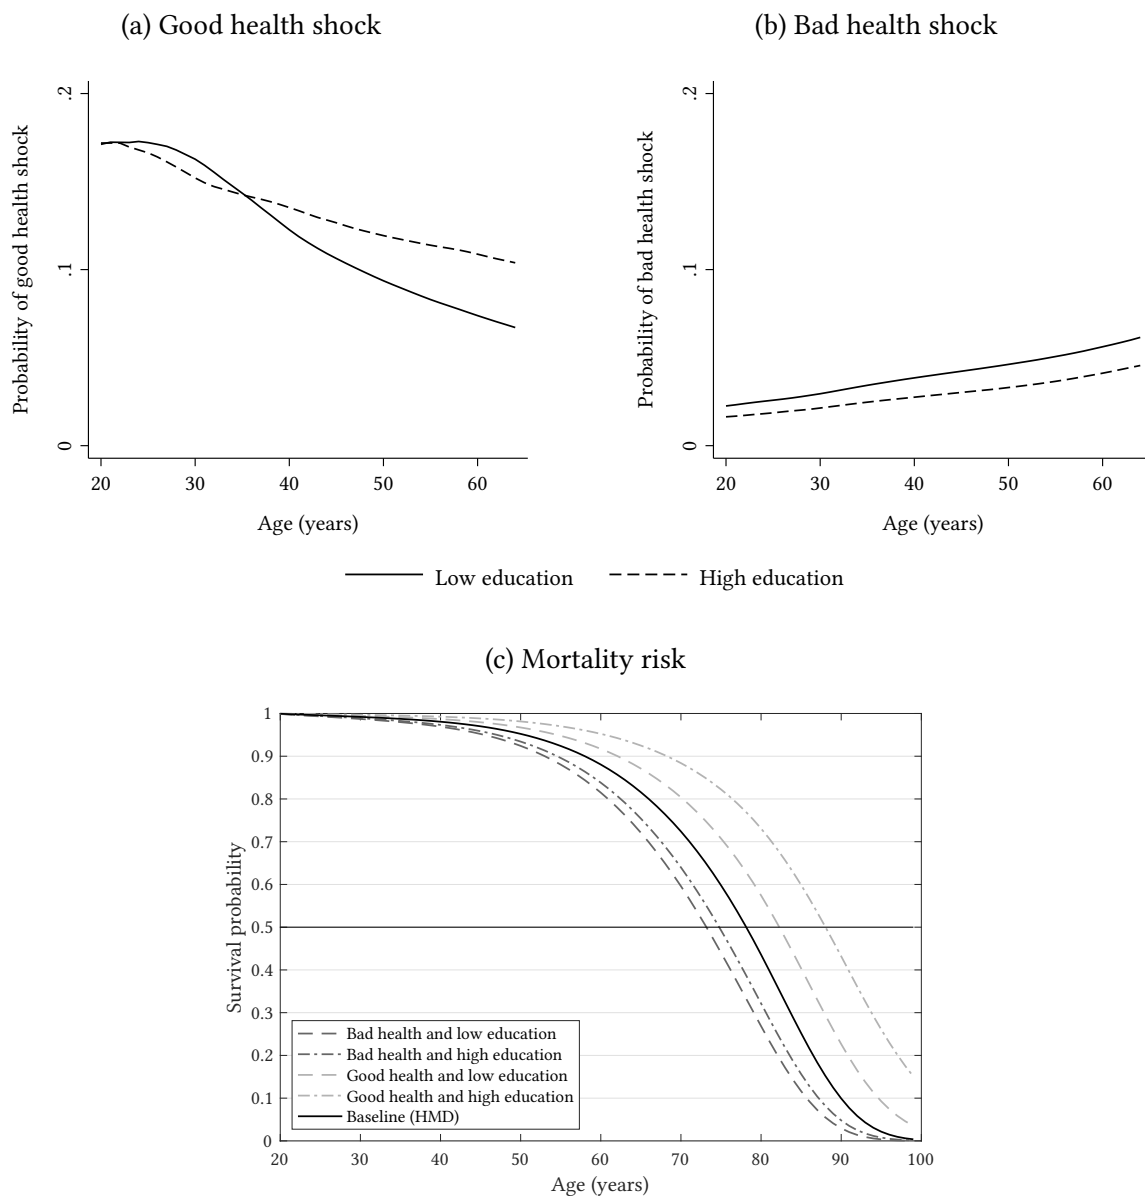 (a) Good health shock
Probability of good health shock
.2
.1
0
20 30 40 50 60
Age (years)
(b) Bad health shock
Probability of bad health shock
.2
.1
0
20 30 40 50 60
Age (years)
Low education High education
(c) Mortality risk
Survival probability
1
0.9
0.8
0.7
0.6
0.5
0.4
0.3
0.2
0.1
0
Bad health and low education
Bad health and high education
Good health and low education
Good health and high education
Baseline (HMD)
20 30 40 50 60 70 80 90 100
Age (years)